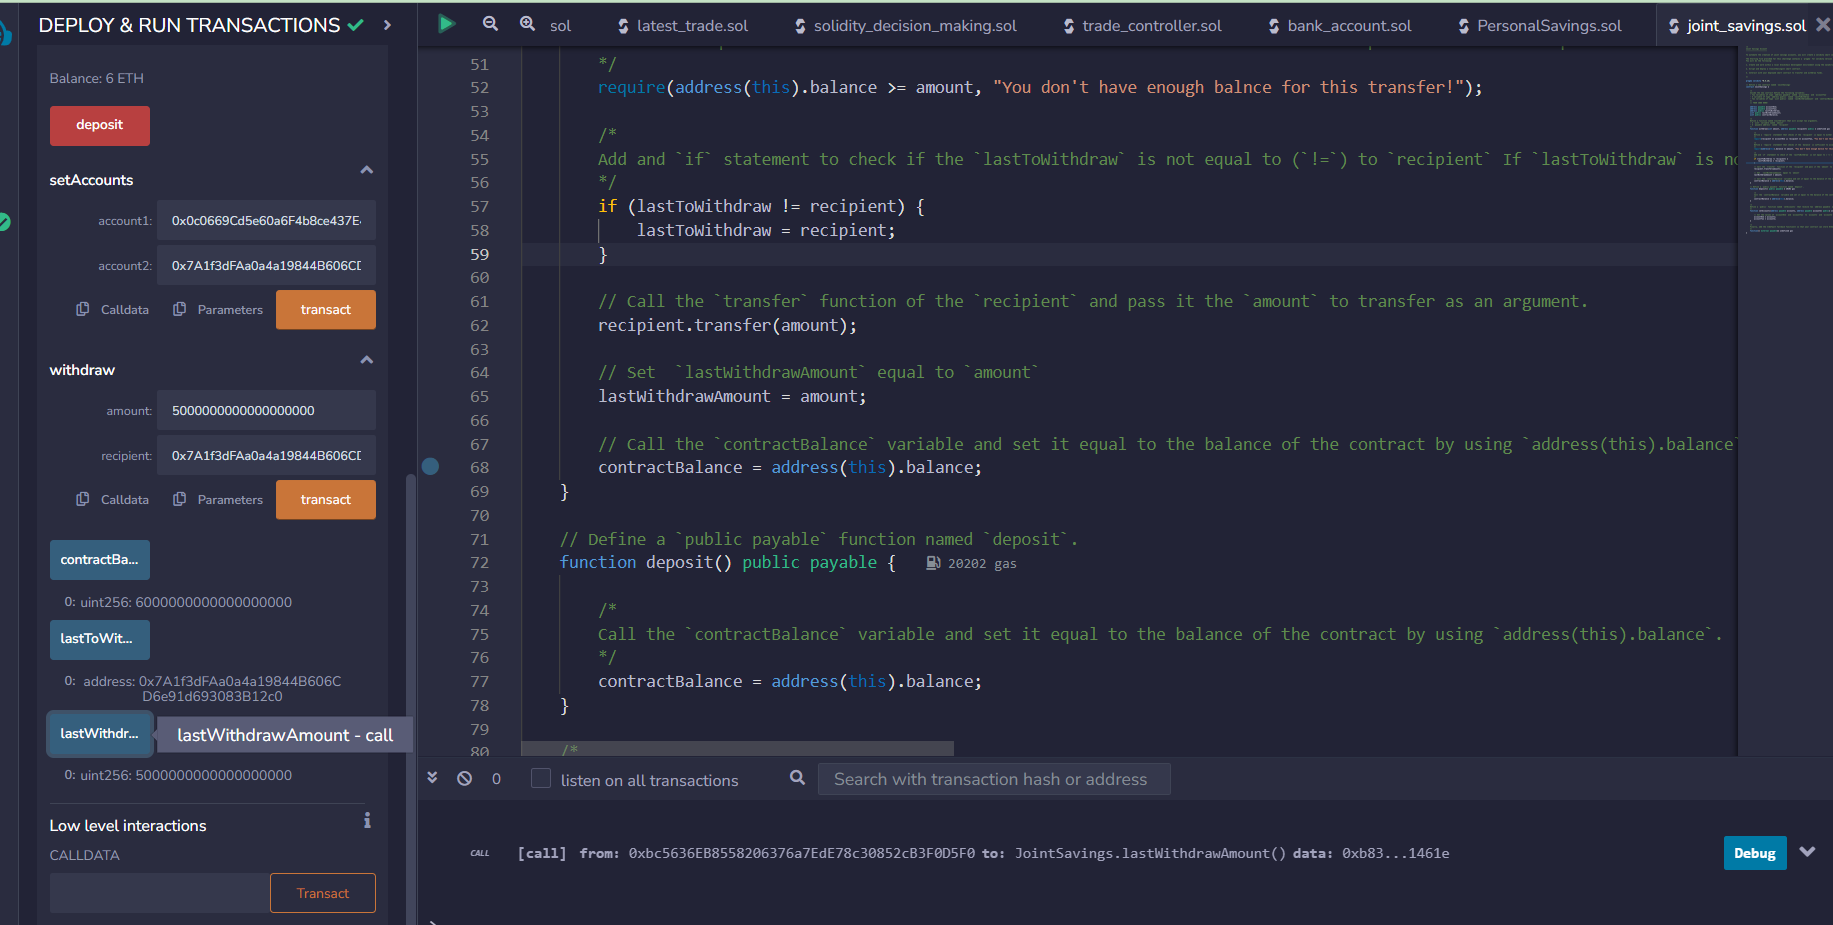 DEPLOY & RUN TRANSACTIONS
Balance: 6 ETH
deposit
setAccounts
account1: 0x0c0669Cd5e60a6F4b8ce437E
account2: 0x7A1f3dFAa0a4a19844B606CD
Calldata Parameters transact
withdraw
amount: 5000000000000000000
recipient: 0x7A1f3dFAa0a4a19844B606CD
Calldata Parameters transact
contractBa...
0: uint256: 6000000000000000000
lastToWit...
0: address: 0x7A1f3dFAa0a4a19844B606C
D6e91d693083B12c0
lastWithdr... lastWithdrawAmount - call
0: uint256: 5000000000000000000
Low level interactions
CALLDATA
Transact
sol latest_trade.sol solidity_decision_making.sol trade_controller.sol bank_account.sol PersonalSavings.sol joint_savings.sol
51 */
52 require(address(this).balance >= amount, "You don't have enough balnce for this transfer!");
53
54 /*
55 Add and `if` statement to check if the `lastToWithdraw` is not equal to (`!=`) to `recipient` If `lastToWithdraw` is no
56 */
57 if (lastToWithdraw != recipient) {
58 lastToWithdraw = recipient;
59 }
60
61 // Call the `transfer` function of the `recipient` and pass it the `amount` to transfer as an argument.
62 recipient.transfer(amount);
63
64 // Set  `lastWithdrawAmount` equal to `amount`
65 lastWithdrawAmount = amount;
66
67 // Call the `contractBalance` variable and set it equal to the balance of the contract by using `address(this).balance`
68 contractBalance = address(this).balance;
69 }
70
71 // Define a `public payable` function named `deposit`.
72 function deposit() public payable { 20202 gas
73
74 /*
75 Call the `contractBalance` variable and set it equal to the balance of the contract by using `address(this).balance`.
76 */
77 contractBalance = address(this).balance;
78 }
79
80 /*
0 listen on all transactions Search with transaction hash or address
CALL [call] from: 0xbc5636EB8558206376a7EdE78c30852cB3F0D5F0 to: JointSavings.lastWithdrawAmount() data: 0xb83...1461e Debug